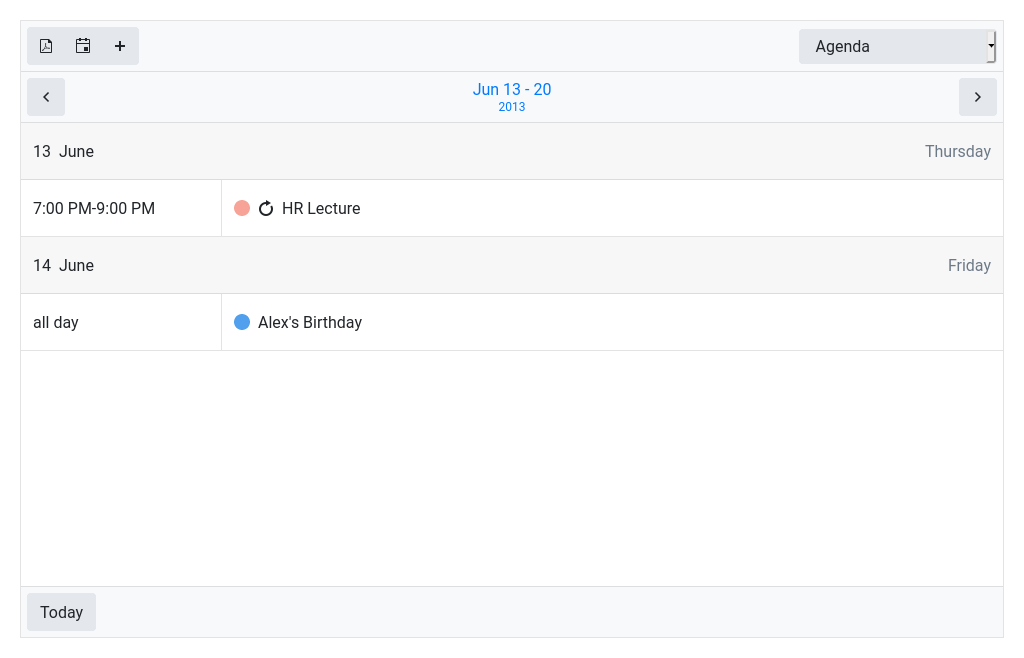 Agenda
Jun 13 - 20
2013
13 June Thursday
7:00 PM-9:00 PM HR Lecture
14 June Friday
all day Alex's Birthday
Today